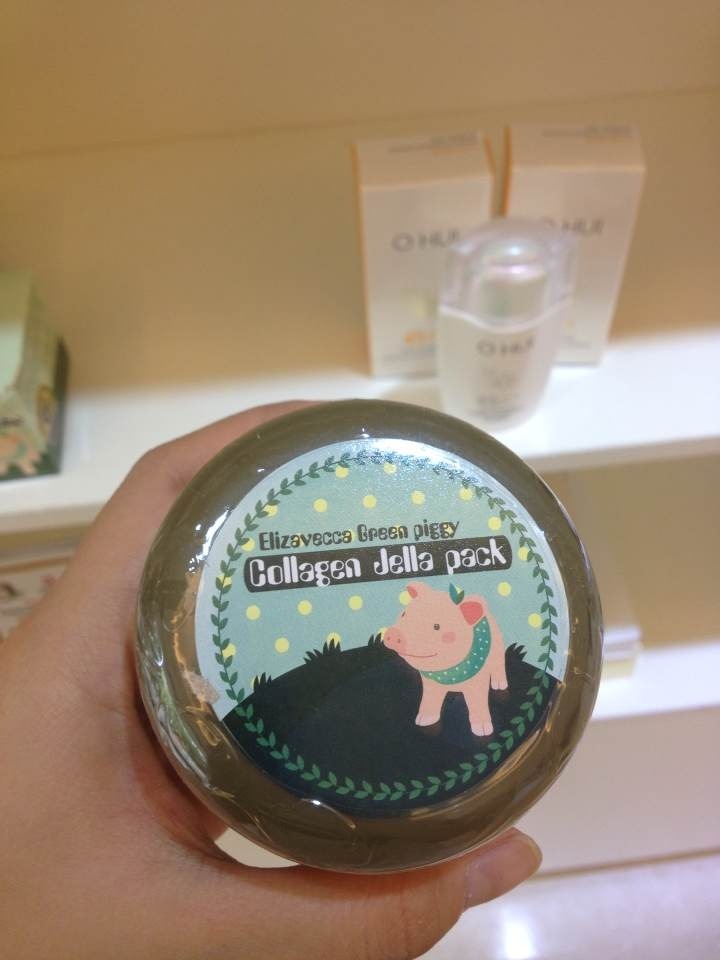 O HUI
O HUI
O HUI
Elizavecca Green piggy
Collagen Jella pack